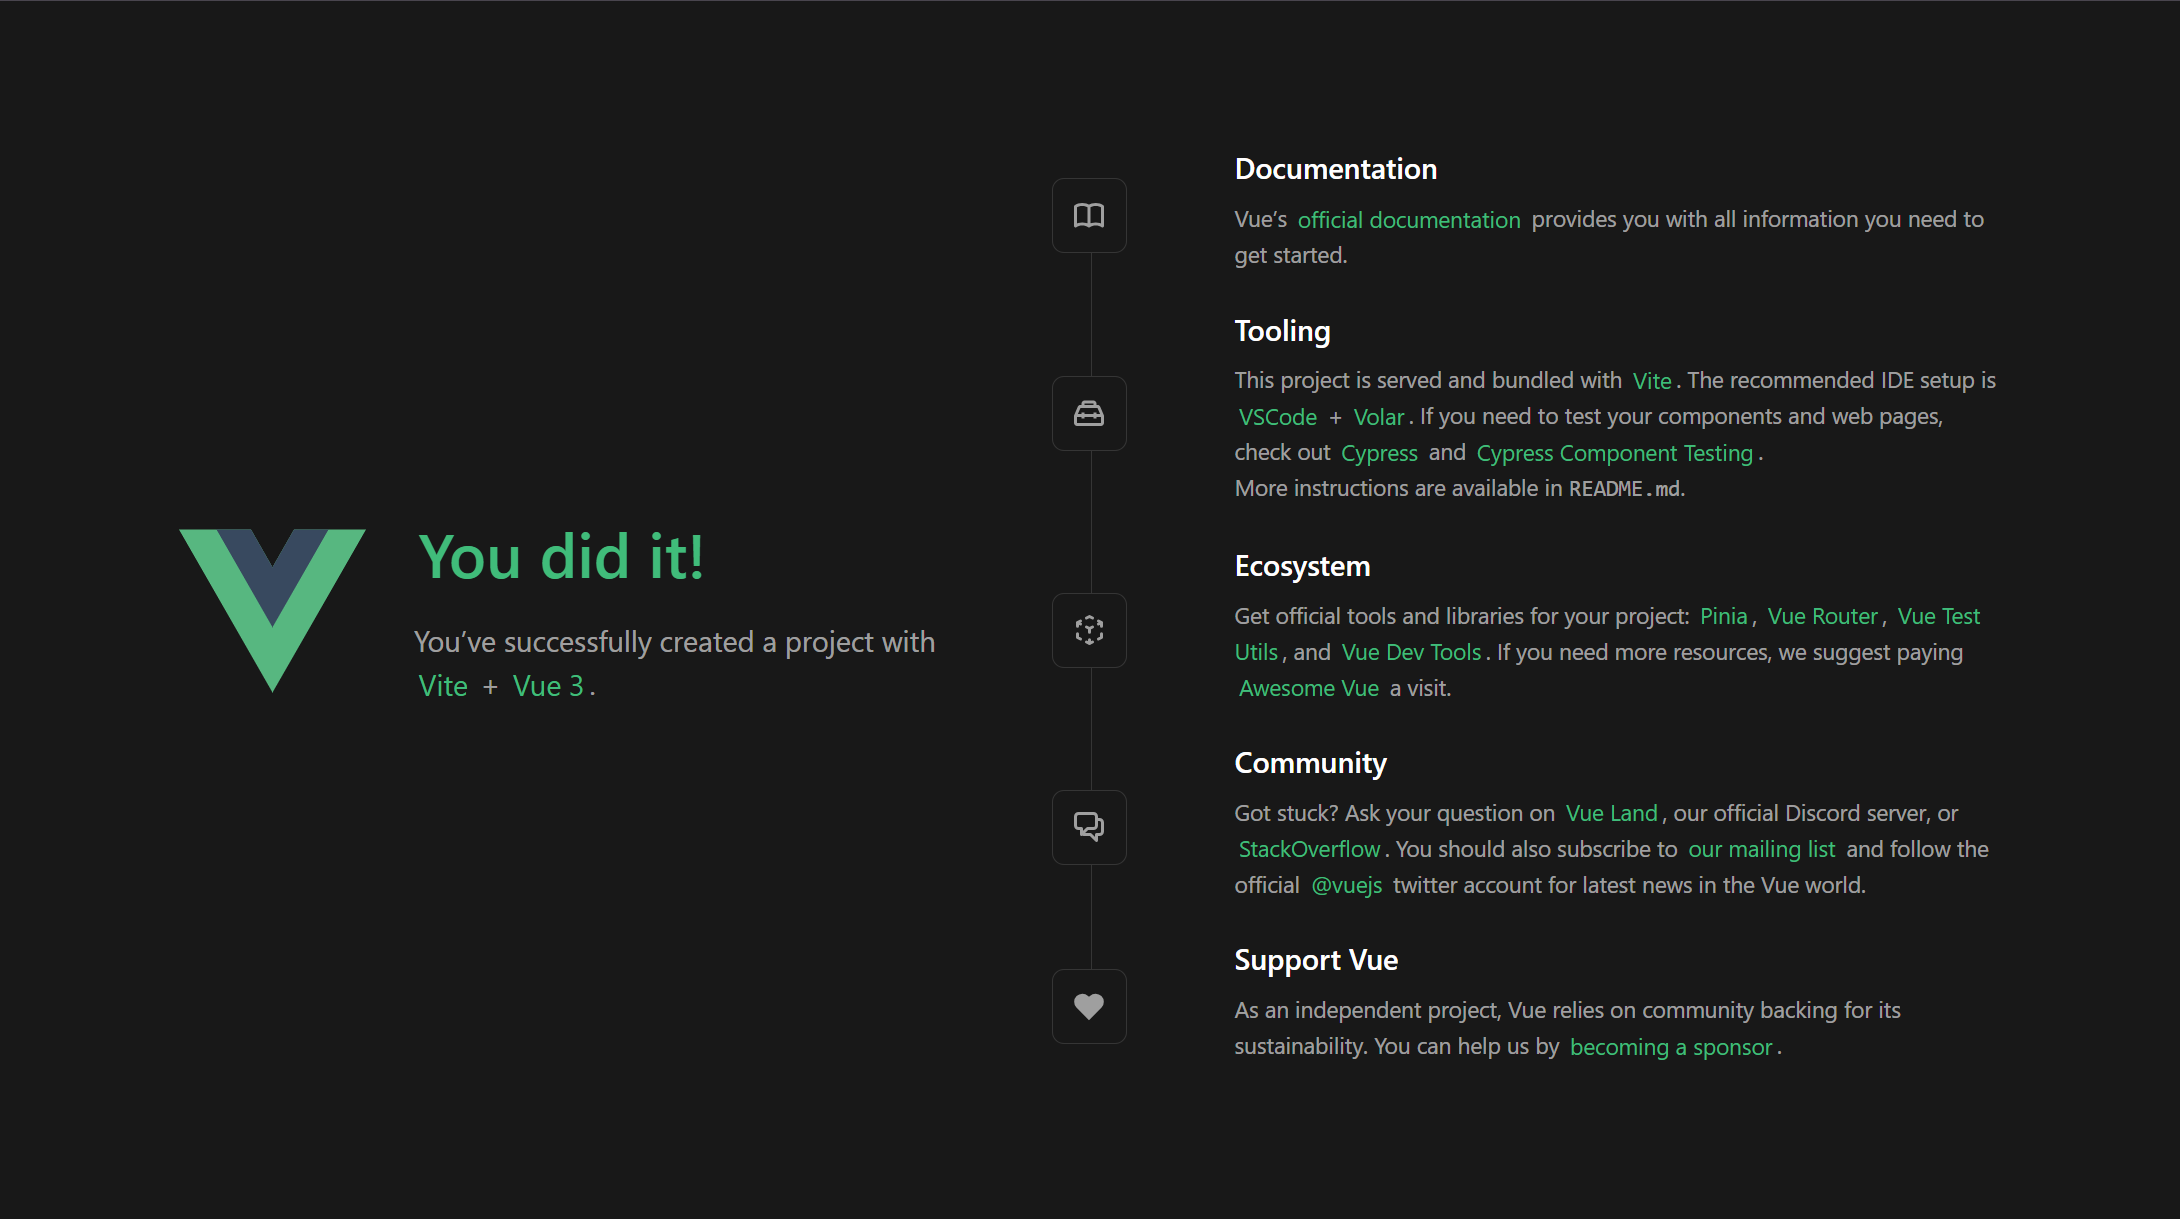 You did it!
You’ve successfully created a project with
Vite + Vue 3.
Documentation
Vue’s official documentation provides you with all information you need to
get started.
Tooling
This project is served and bundled with Vite. The recommended IDE setup is
VSCode + Volar. If you need to test your components and web pages,
check out Cypress and Cypress Component Testing.
More instructions are available in README.md.
Ecosystem
Get official tools and libraries for your project: Pinia, Vue Router, Vue Test
Utils, and Vue Dev Tools. If you need more resources, we suggest paying
Awesome Vue a visit.
Community
Got stuck? Ask your question on Vue Land, our official Discord server, or
StackOverflow. You should also subscribe to our mailing list and follow the
official @vuejs twitter account for latest news in the Vue world.
Support Vue
As an independent project, Vue relies on community backing for its
sustainability. You can help us by becoming a sponsor.